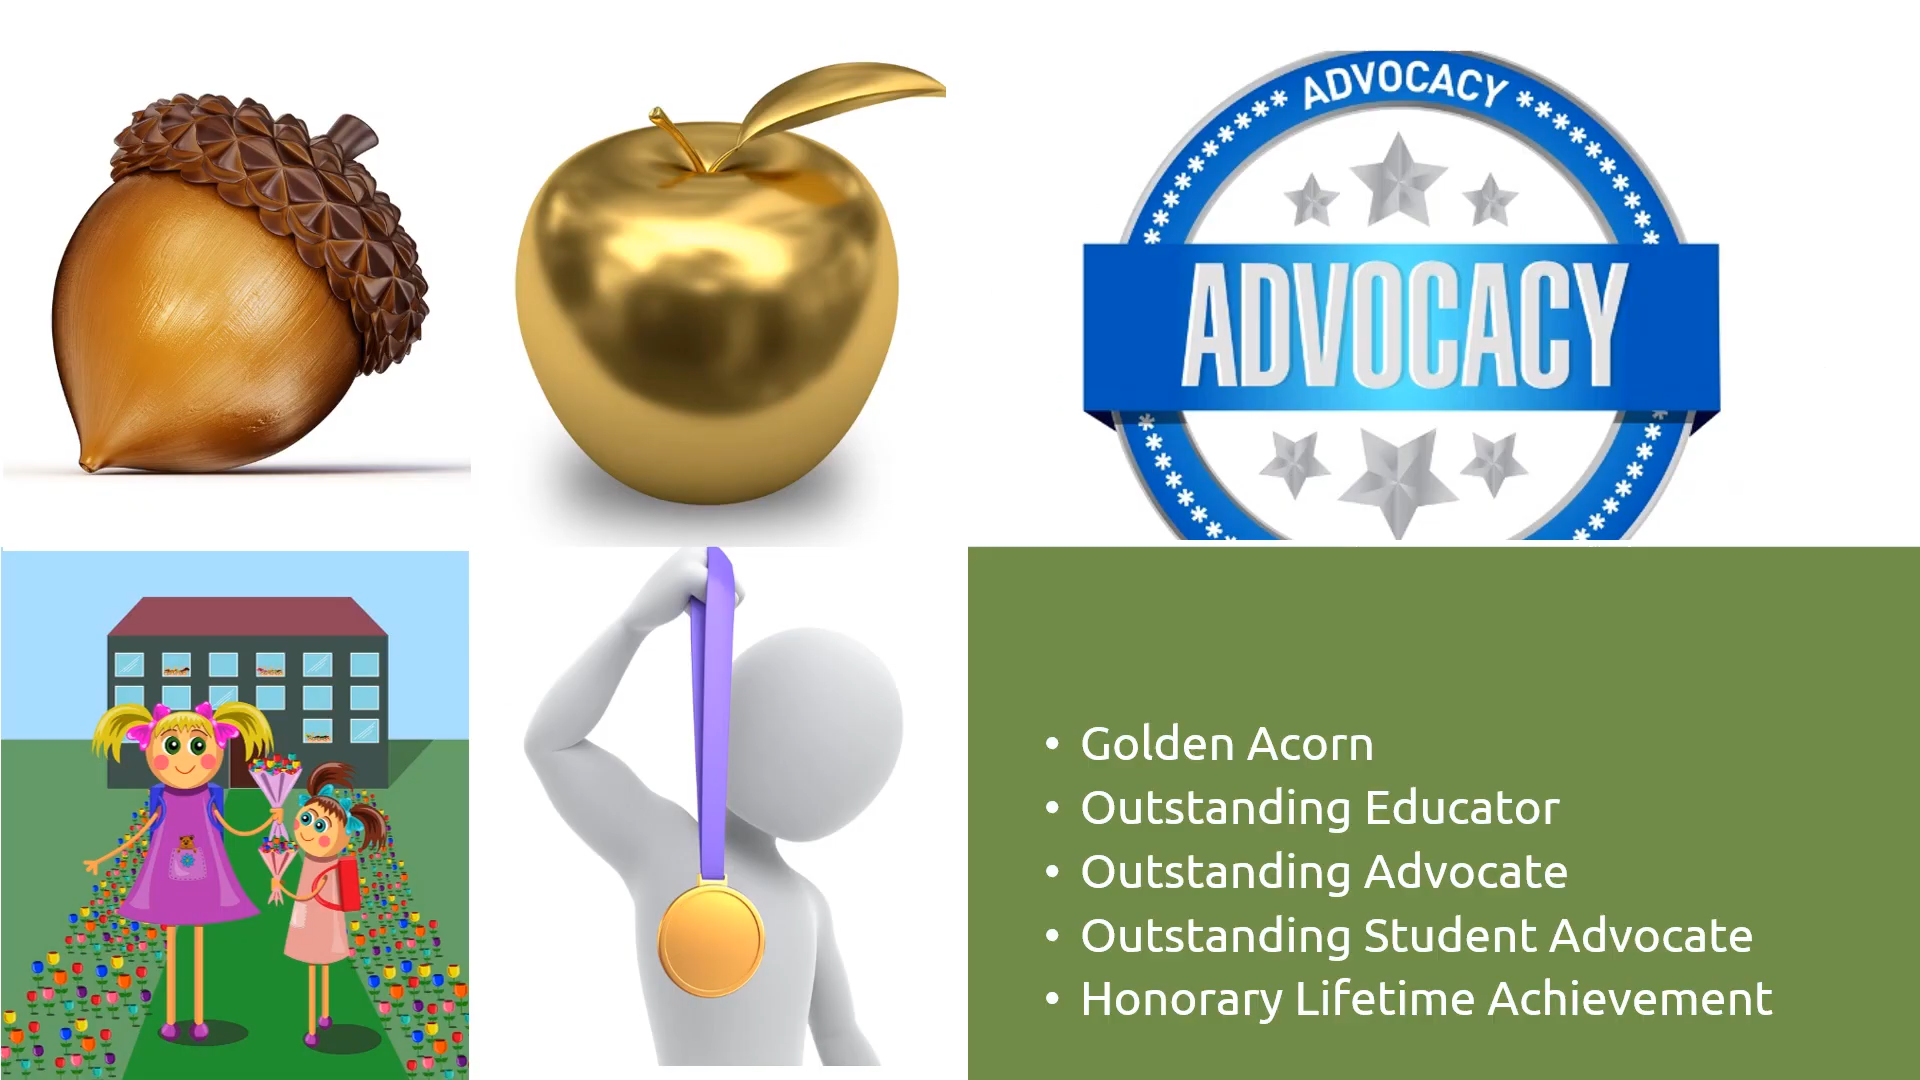 ADVOCACY
ADVOCACY
• Golden Acorn
• Outstanding Educator
• Outstanding Advocate
• Outstanding Student Advocate
• Honorary Lifetime Achievement